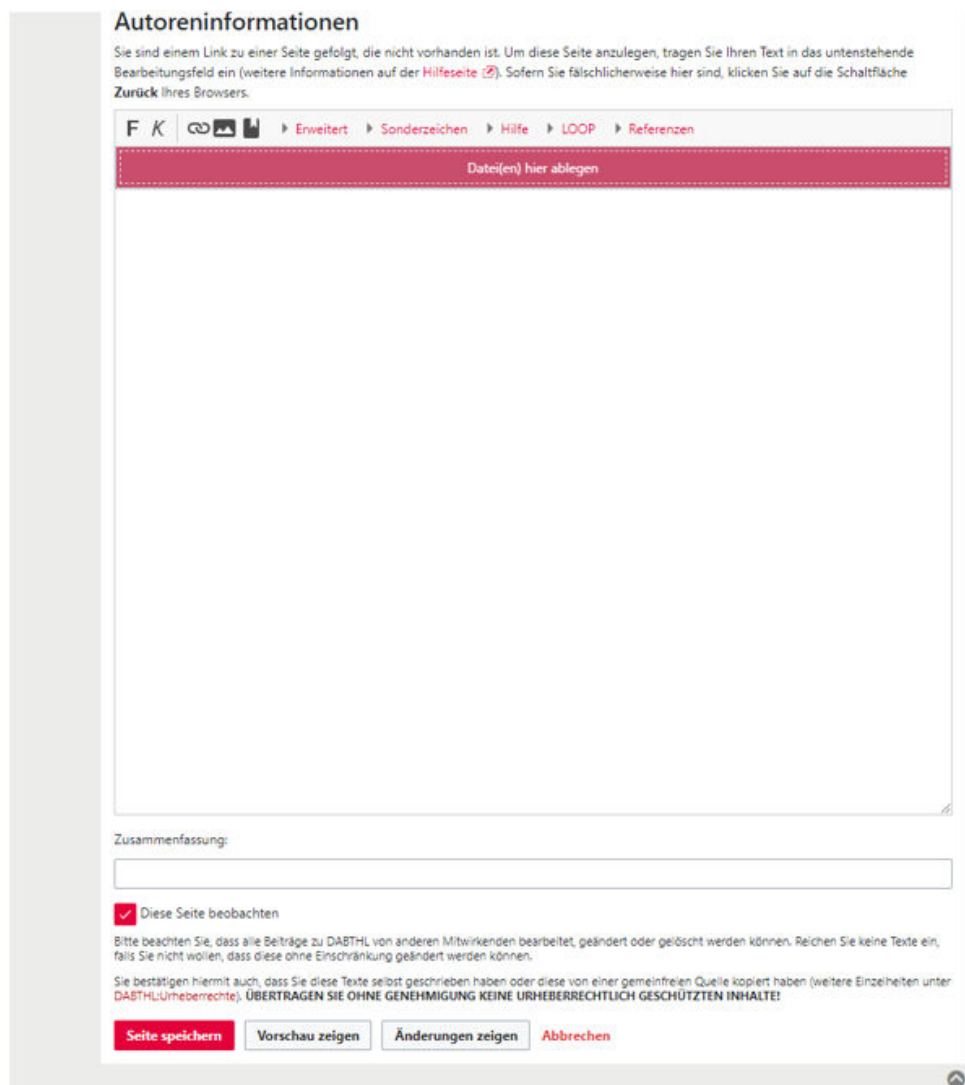 Autoreninformationen
Sie sind einem Link zu einer Seite gefolgt, die nicht vorhanden ist. Um diese Seite anzulegen, tragen Sie Ihren Text in das untenstehende
Bearbeitungsfeld ein (weitere Informationen auf der Hilfeseite). Sofern Sie fälschlicherweise hier sind, klicken Sie auf die Schaltfläche
Zurück Ihres Browsers.
F K Erweitert Sonderzeichen Hilfe LOOP Referenzen
Datei(en) hier ablegen
Zusammenfassung:
Diese Seite beobachten
Bitte beachten Sie, dass alle Beiträge zu DABTHL von anderen Mitwirkenden bearbeitet, geändert oder gelöscht werden können. Reichen Sie keine Texte ein,
falls Sie nicht wollen, dass diese ohne Einschränkung geändert werden können.
Sie bestätigen hiermit auch, dass Sie diese Texte selbst geschrieben haben oder diese von einer gemeinfreien Quelle kopiert haben (weitere Einzelheiten unter
DABTHL:Urheberrechte). ÜBERTRAGEN SIE OHNE GENEHMIGUNG KEINE URHEBERRECHTLICH GESCHÜTZTEN INHALTE!
Seite speichern Vorschau zeigen Änderungen zeigen Abbrechen